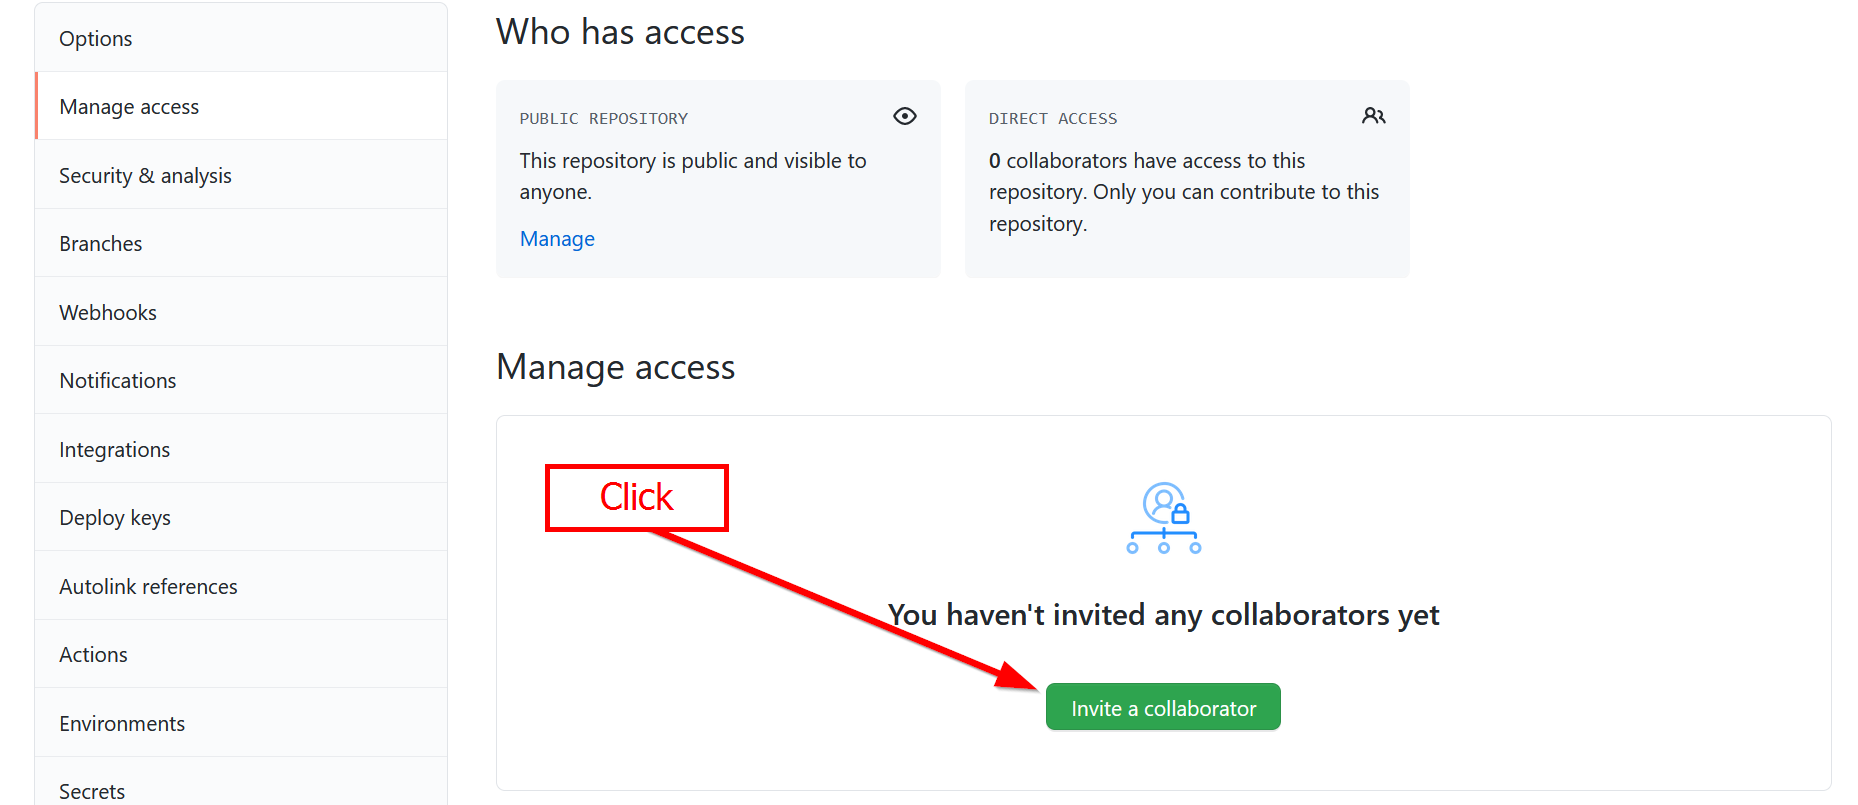 Options
Manage access
Security & analysis
Branches
Webhooks
Notifications
Integrations
Deploy keys
Autolink references
Actions
Environments
Secrets
Who has access
PUBLIC REPOSITORY
This repository is public and visible to
anyone.
Manage
DIRECT ACCESS
0 collaborators have access to this
repository. Only you can contribute to this
repository.
Manage access
Click
You haven't invited any collaborators yet
Invite a collaborator